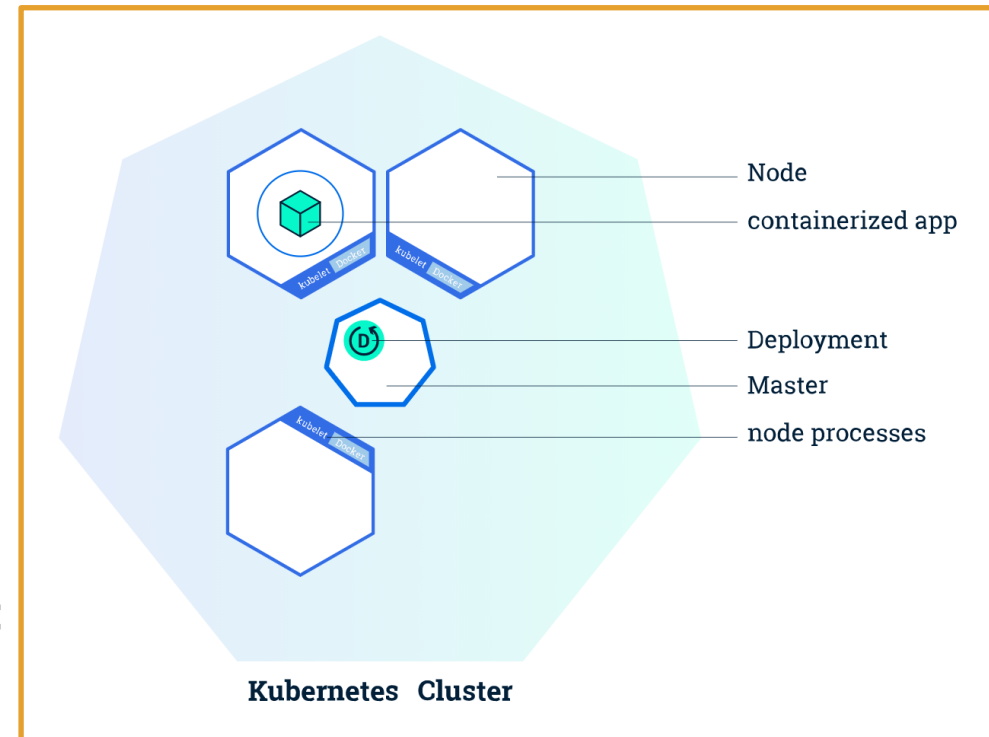 Node
containerized app
kubelet Docker
kubelet Docker
D
Deployment
Master
kubelet Docker
node processes
Kubernetes Cluster